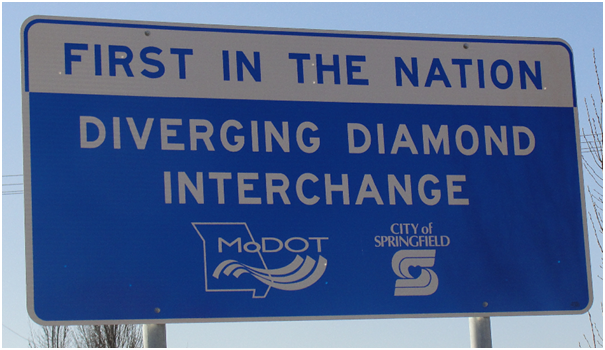 FIRST IN THE NATION
DIVERGING DIAMOND
INTERCHANGE
MoDOT
CITY of
SPRINGFIELD